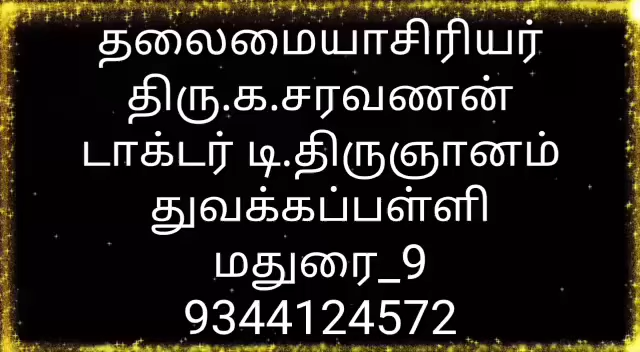 தலைமையாசிரியர்
திரு.க.சரவணன்
டாக்டர் டி.திருஞானம்
துவக்கப்பள்ளி
மதுரை_9
9344124572